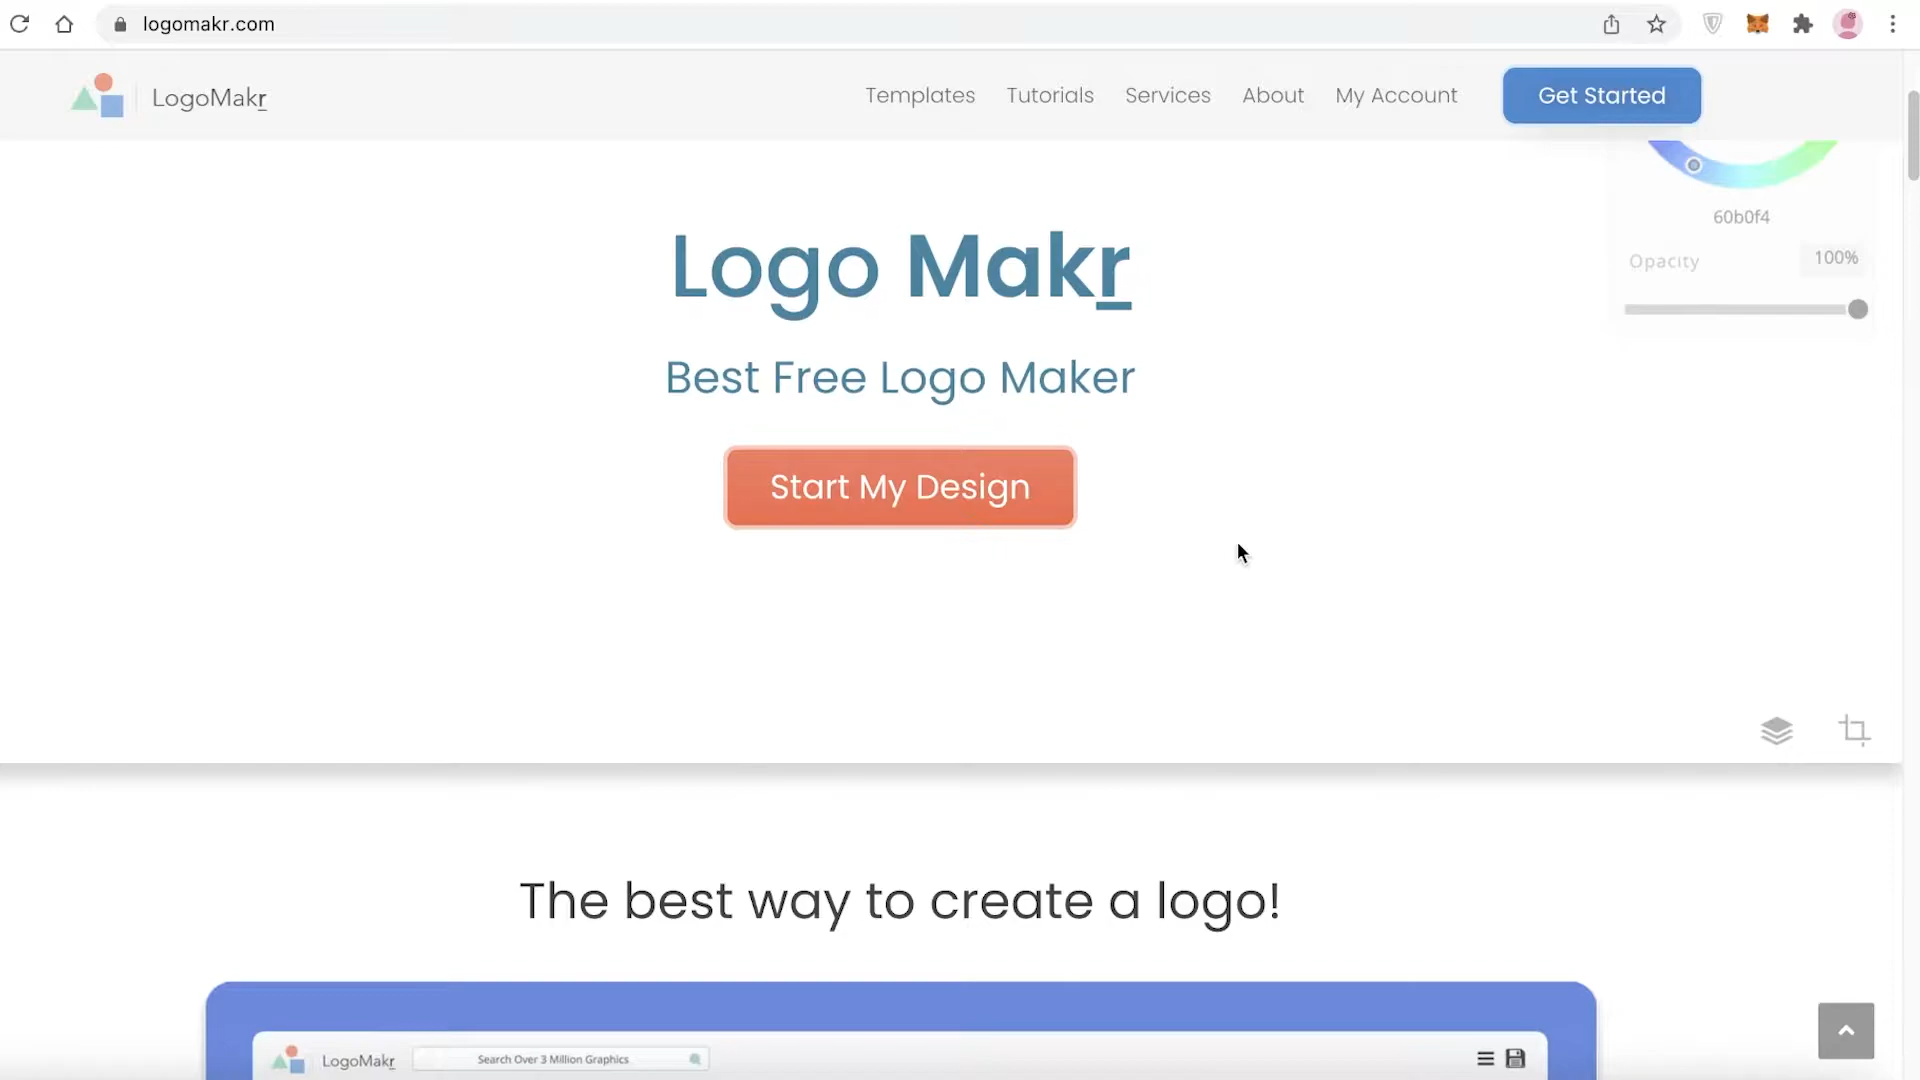 logomakr.com
LogoMakr
Templates Tutorials Services About My Account Get Started
60b0f4
Opacity 100%
Logo Makr
Best Free Logo Maker
Start My Design
The best way to create a logo!
LogoMakr Search Over 3 Million Graphics